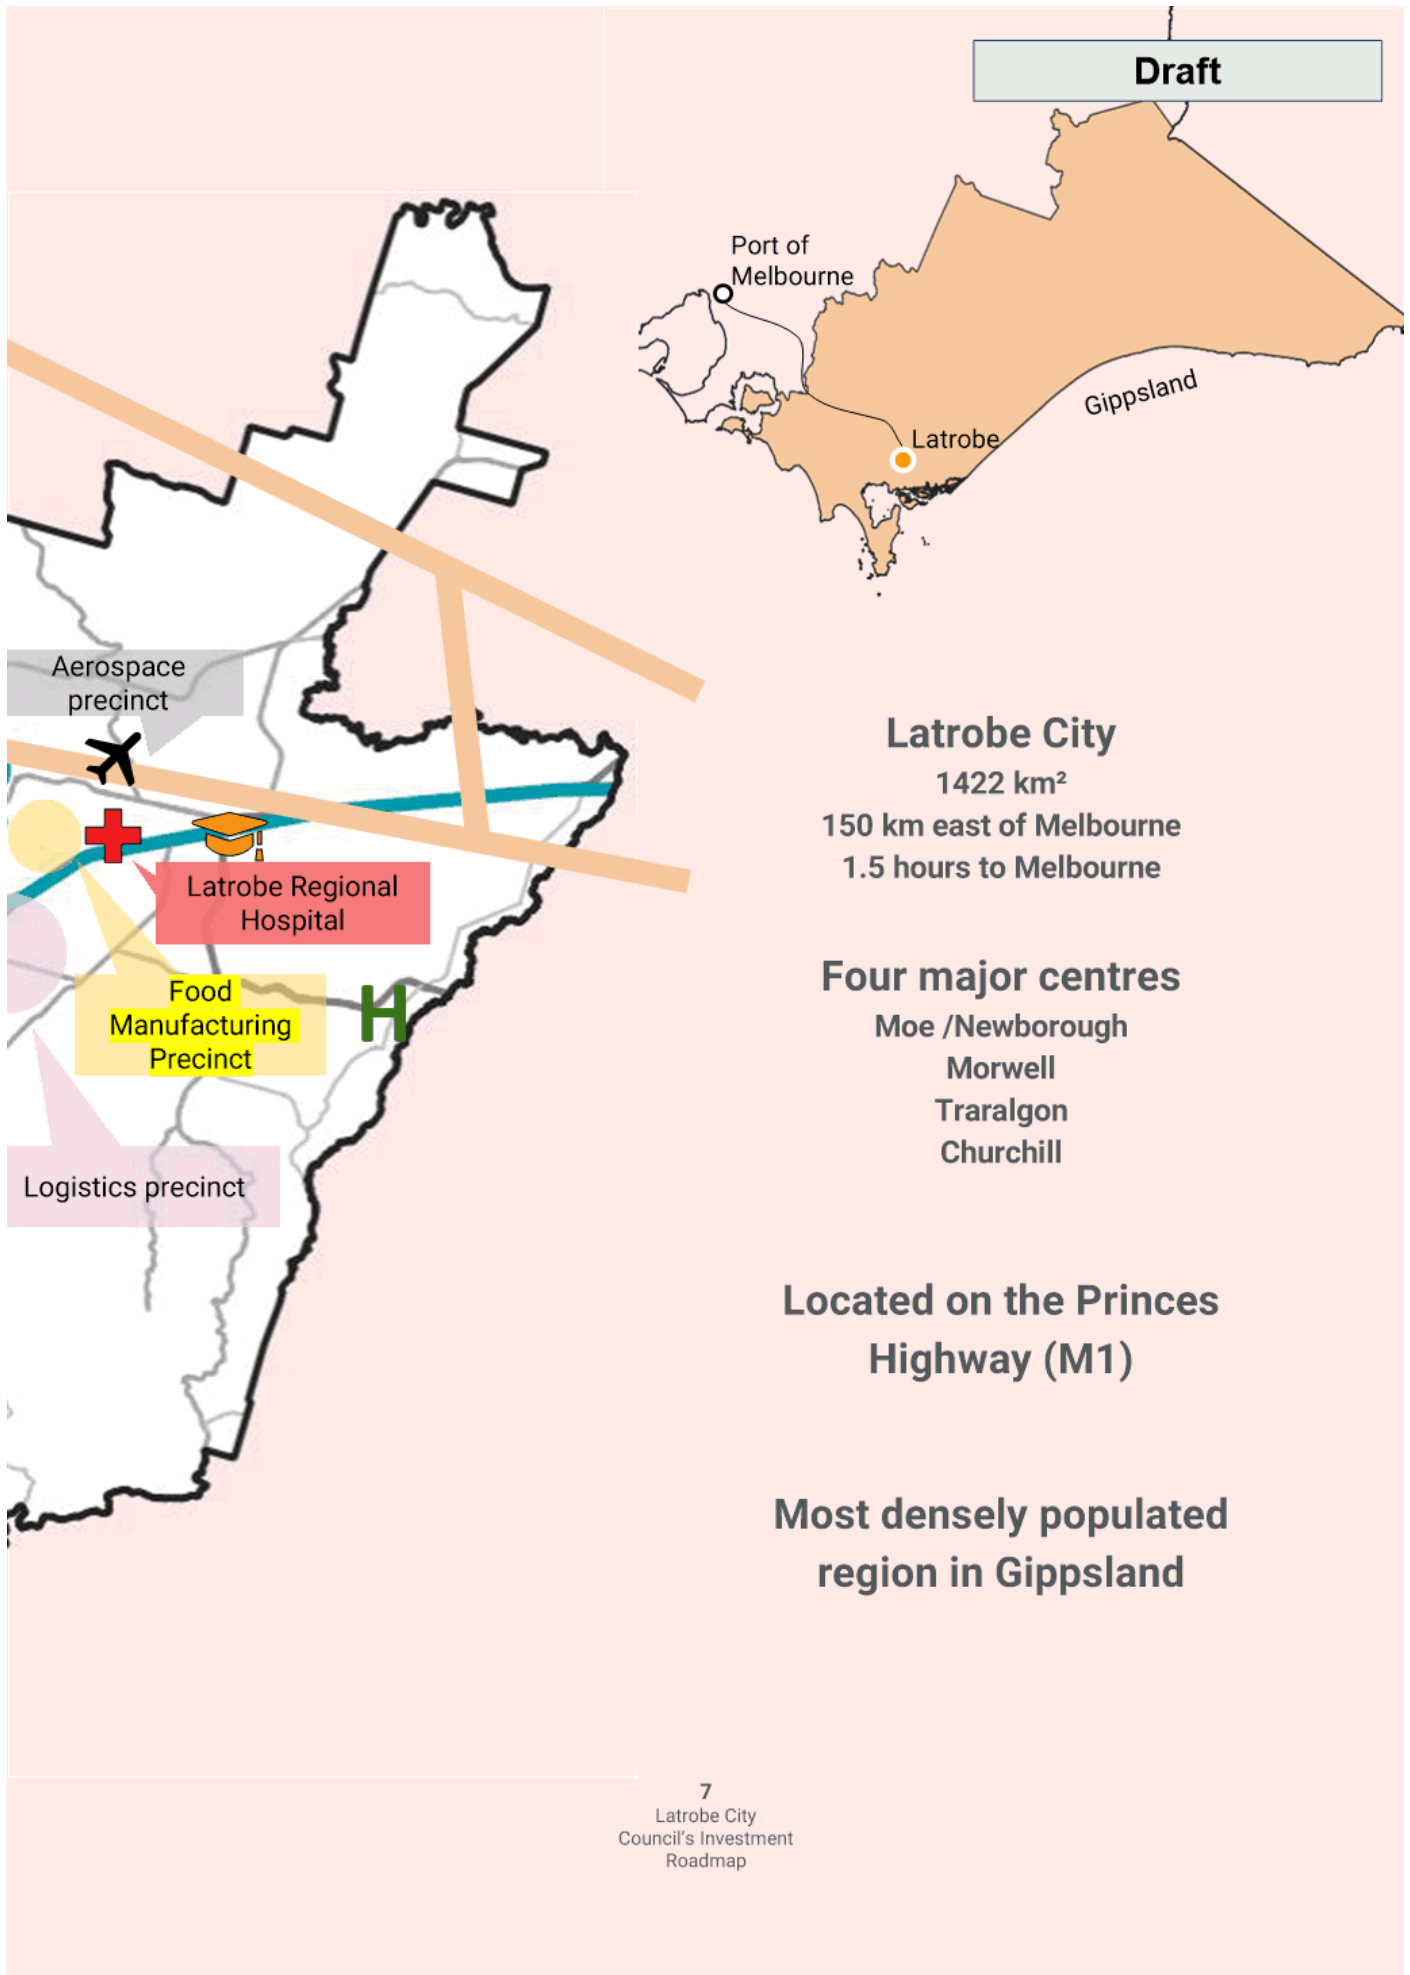 Draft
Port of
Melbourne
Gippsland
Latrobe
Aerospace
precinct
Latrobe Regional
Hospital
Food
Manufacturing
Precinct
H
Logistics precinct
Latrobe City
1422 km²
150 km east of Melbourne
1.5 hours to Melbourne
Four major centres
Moe /Newborough
Morwell
Traralgon
Churchill
Located on the Princes
Highway (M1)
Most densely populated
region in Gippsland
7
Latrobe City
Council's Investment
Roadmap